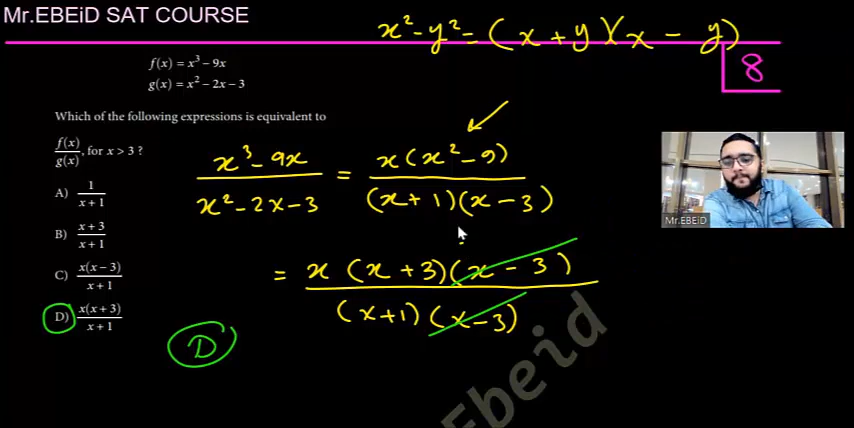 Mr.EBEiD SAT COURSE
x² - y² = (x + y)(x - y)
8
f(x) = x³ – 9x
g(x) = x² – 2x – 3
Which of the following expressions is equivalent to
f(x)/g(x), for x > 3 ?
A) 1/(x + 1)
B) (x + 3)/(x + 1)
C) x(x – 3)/(x + 1)
D) x(x + 3)/(x + 1)
(x³ - 9x)/(x² - 2x - 3) = x(x² - 9)/((x + 1)(x - 3))
= x(x + 3)(x - 3)/((x + 1)(x - 3))
D
Mr.EBEiD
Ebeid